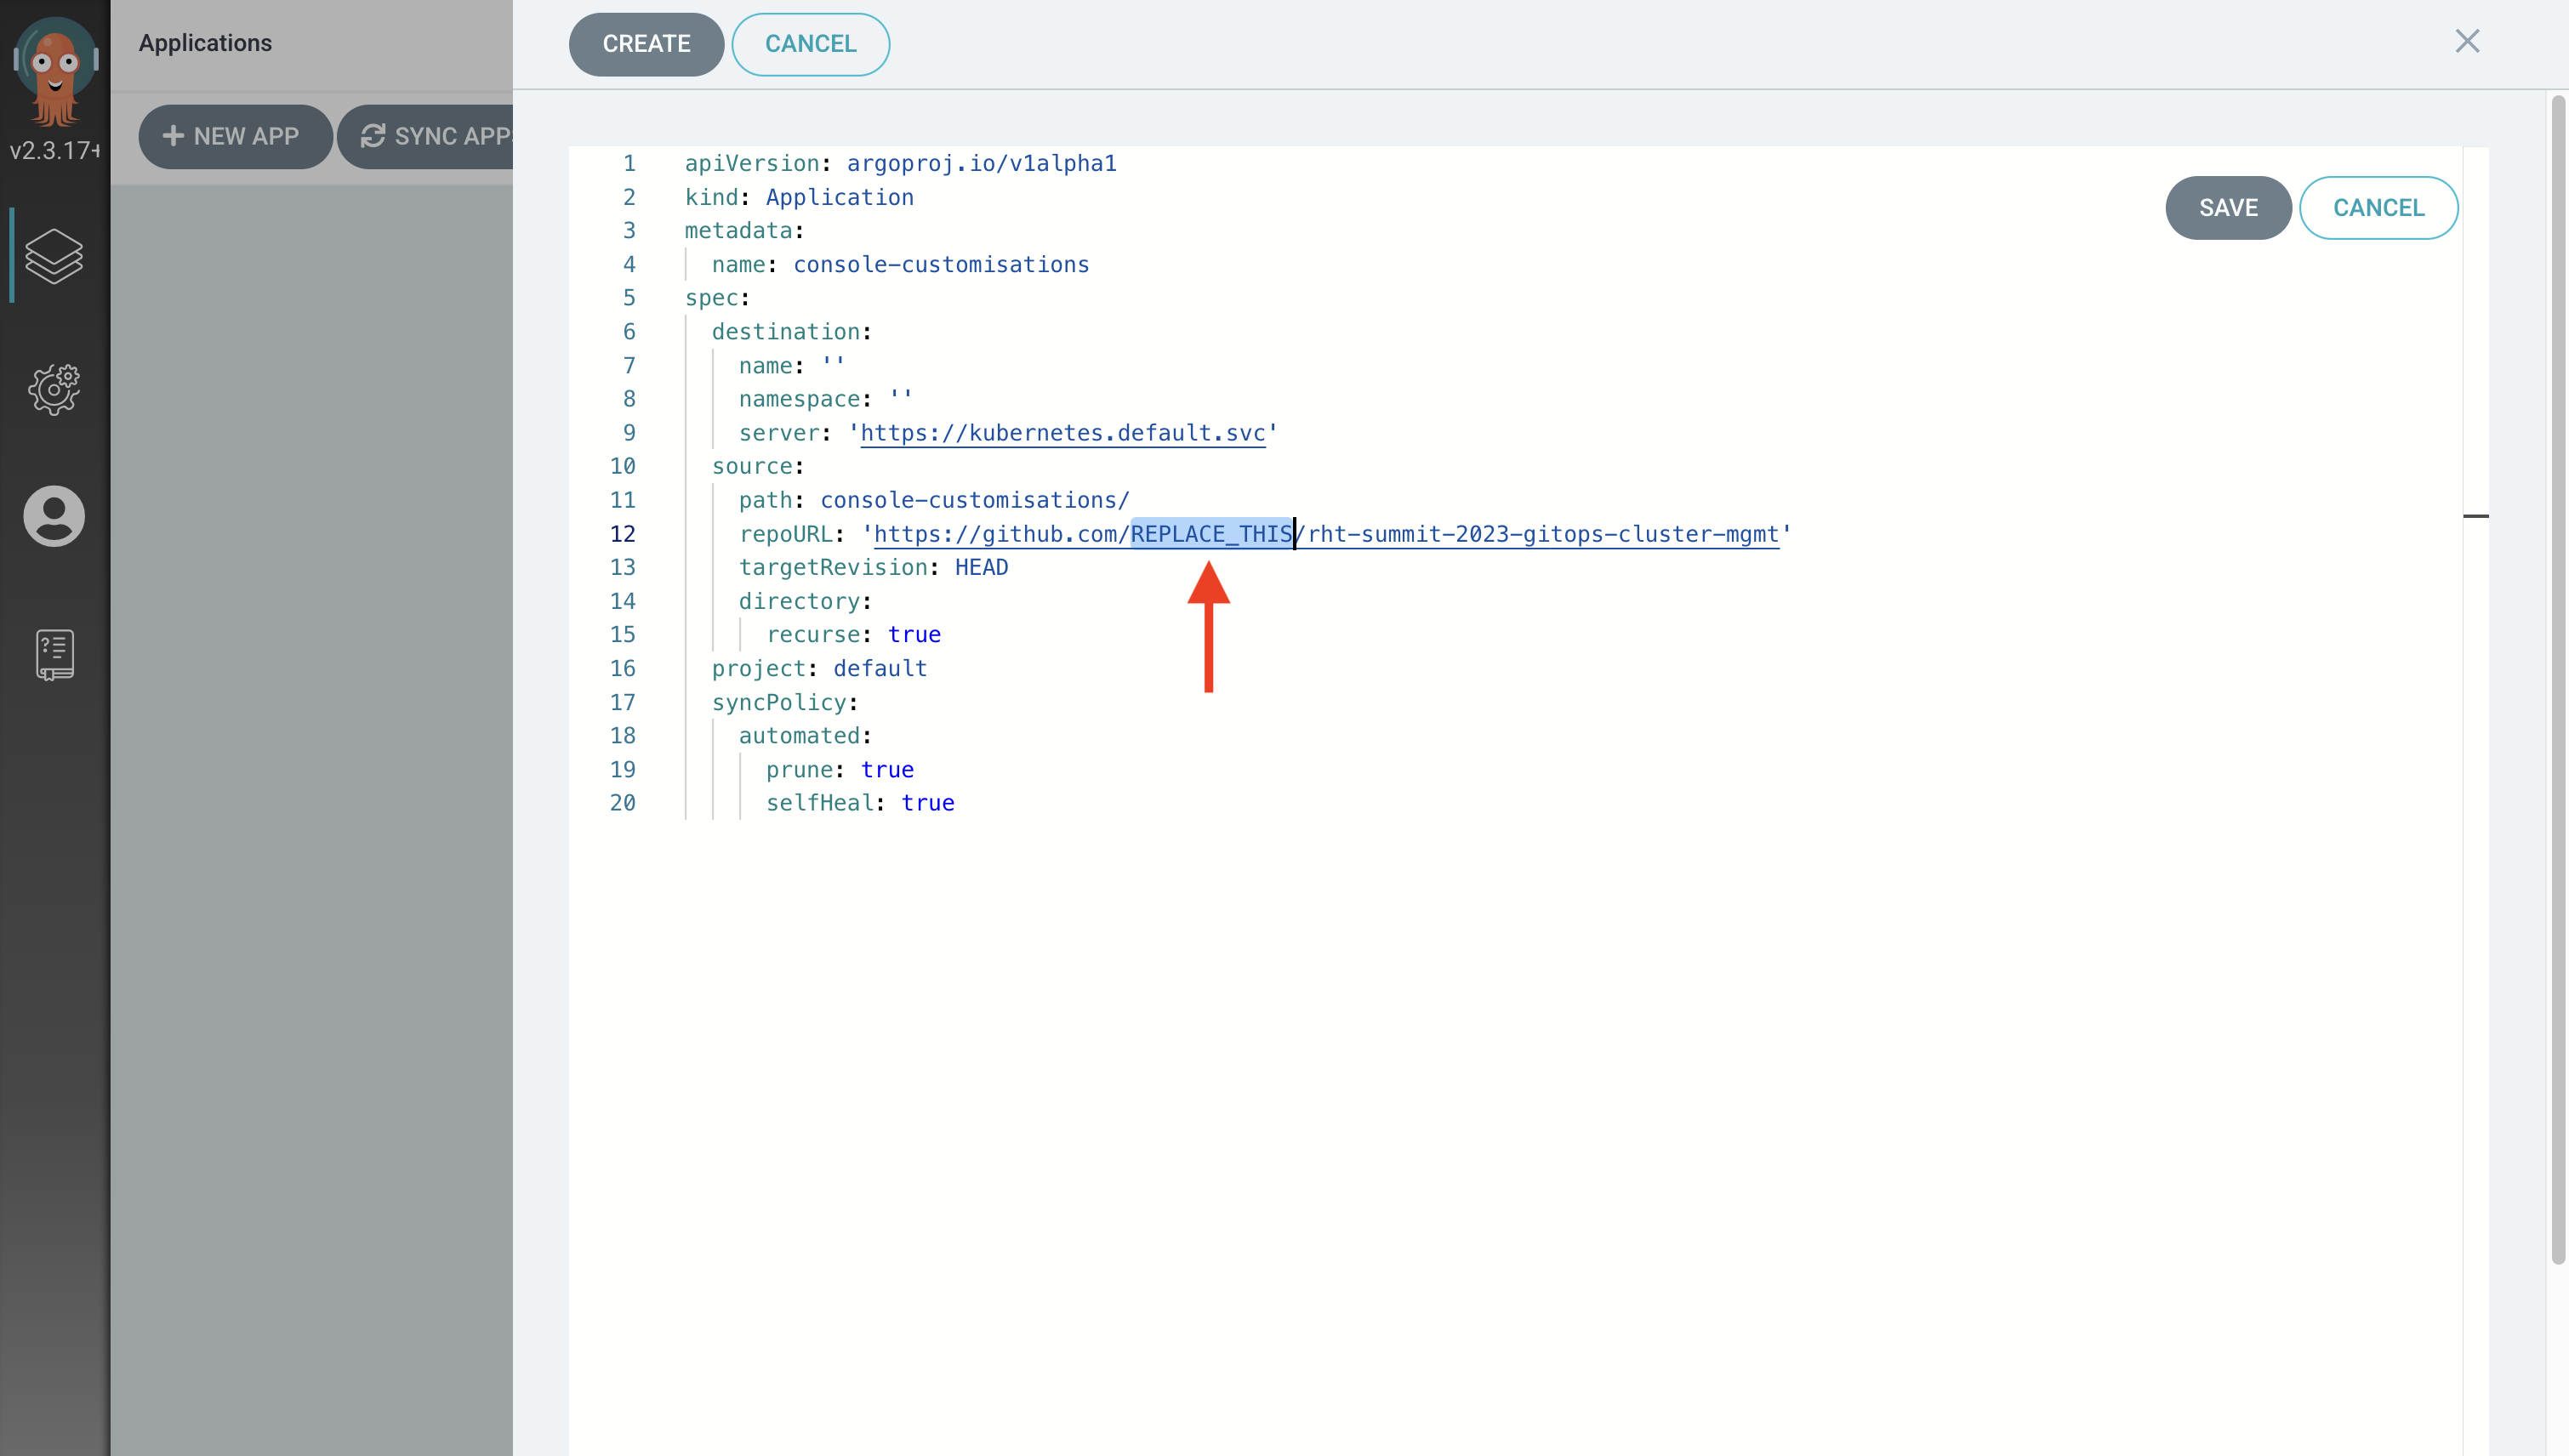 Applications
CREATE
CANCEL
NEW APP
SYNC APP
v2.3.17+
SAVE
CANCEL
1 apiVersion: argoproj.io/v1alpha1
2 kind: Application
3 metadata:
4 name: console-customisations
5 spec:
6 destination:
7 name: ''
8 namespace: ''
9 server: 'https://kubernetes.default.svc'
10 source:
11 path: console-customisations/
12 repoURL: 'https://github.com/REPLACE_THIS/rht-summit-2023-gitops-cluster-mgmt'
13 targetRevision: HEAD
14 directory:
15 recurse: true
16 project: default
17 syncPolicy:
18 automated:
19 prune: true
20 selfHeal: true